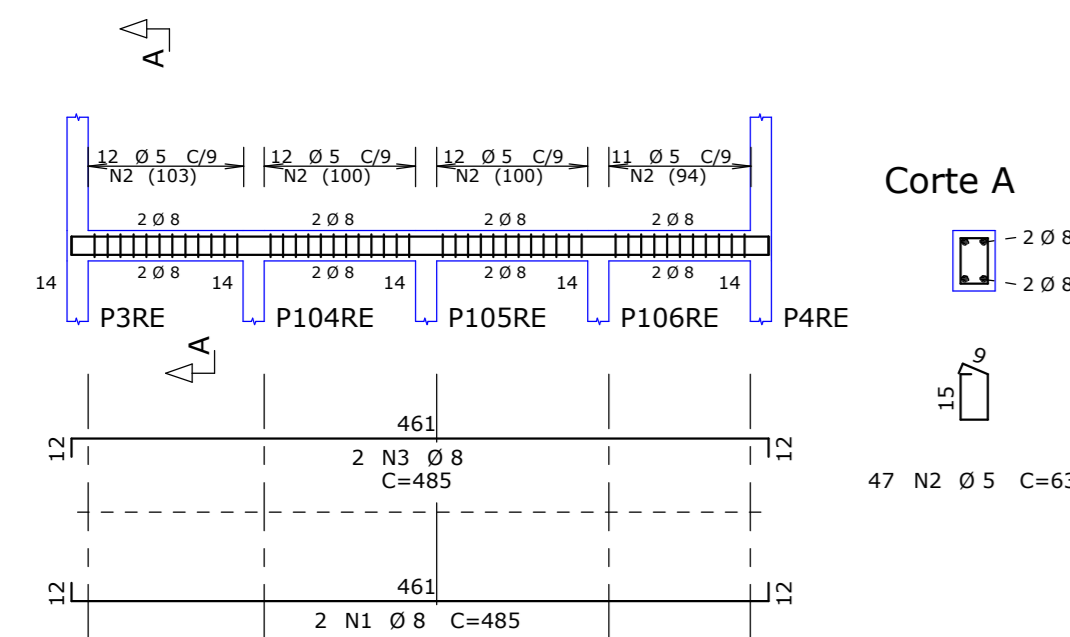 A
12 Ø 5 C/9 12 Ø 5 C/9 12 Ø 5 C/9 11 Ø 5 C/9
N2 (103) N2 (100) N2 (100) N2 (94)
Corte A
2 Ø 8 2 Ø 8 2 Ø 8 2 Ø 8
2 Ø 8
2 Ø 8 2 Ø 8 2 Ø 8 2 Ø 8
14 14 14 14 14
2 Ø 8
P3RE P104RE P105RE P106RE P4RE
A
9
15
461
12 12
2 N3 Ø 8
C=485
47 N2 Ø 5 C=63
461
12 12
2 N1 Ø 8 C=485